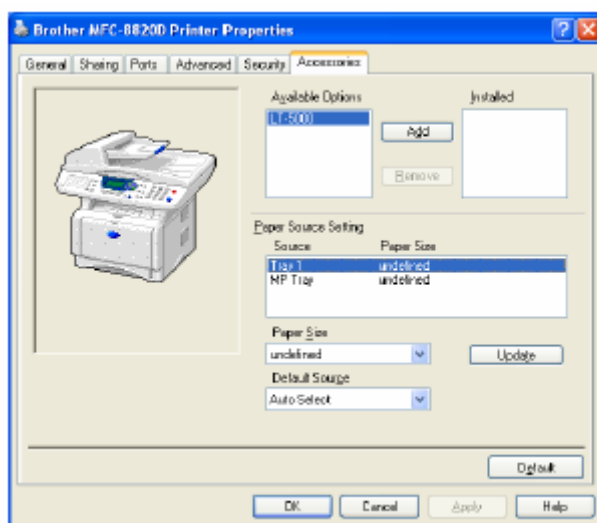 Brother MFC-8820D Printer Properties
General Sharing Ports Advanced Security Accessories
Available Options Installed
LT-5000
Add
Remove
Paper Source Setting
Source Paper Size
Tray 1 undefined
MP Tray undefined
Paper Size
undefined Update
Default Source
Auto Select
Default
OK Cancel Apply Help